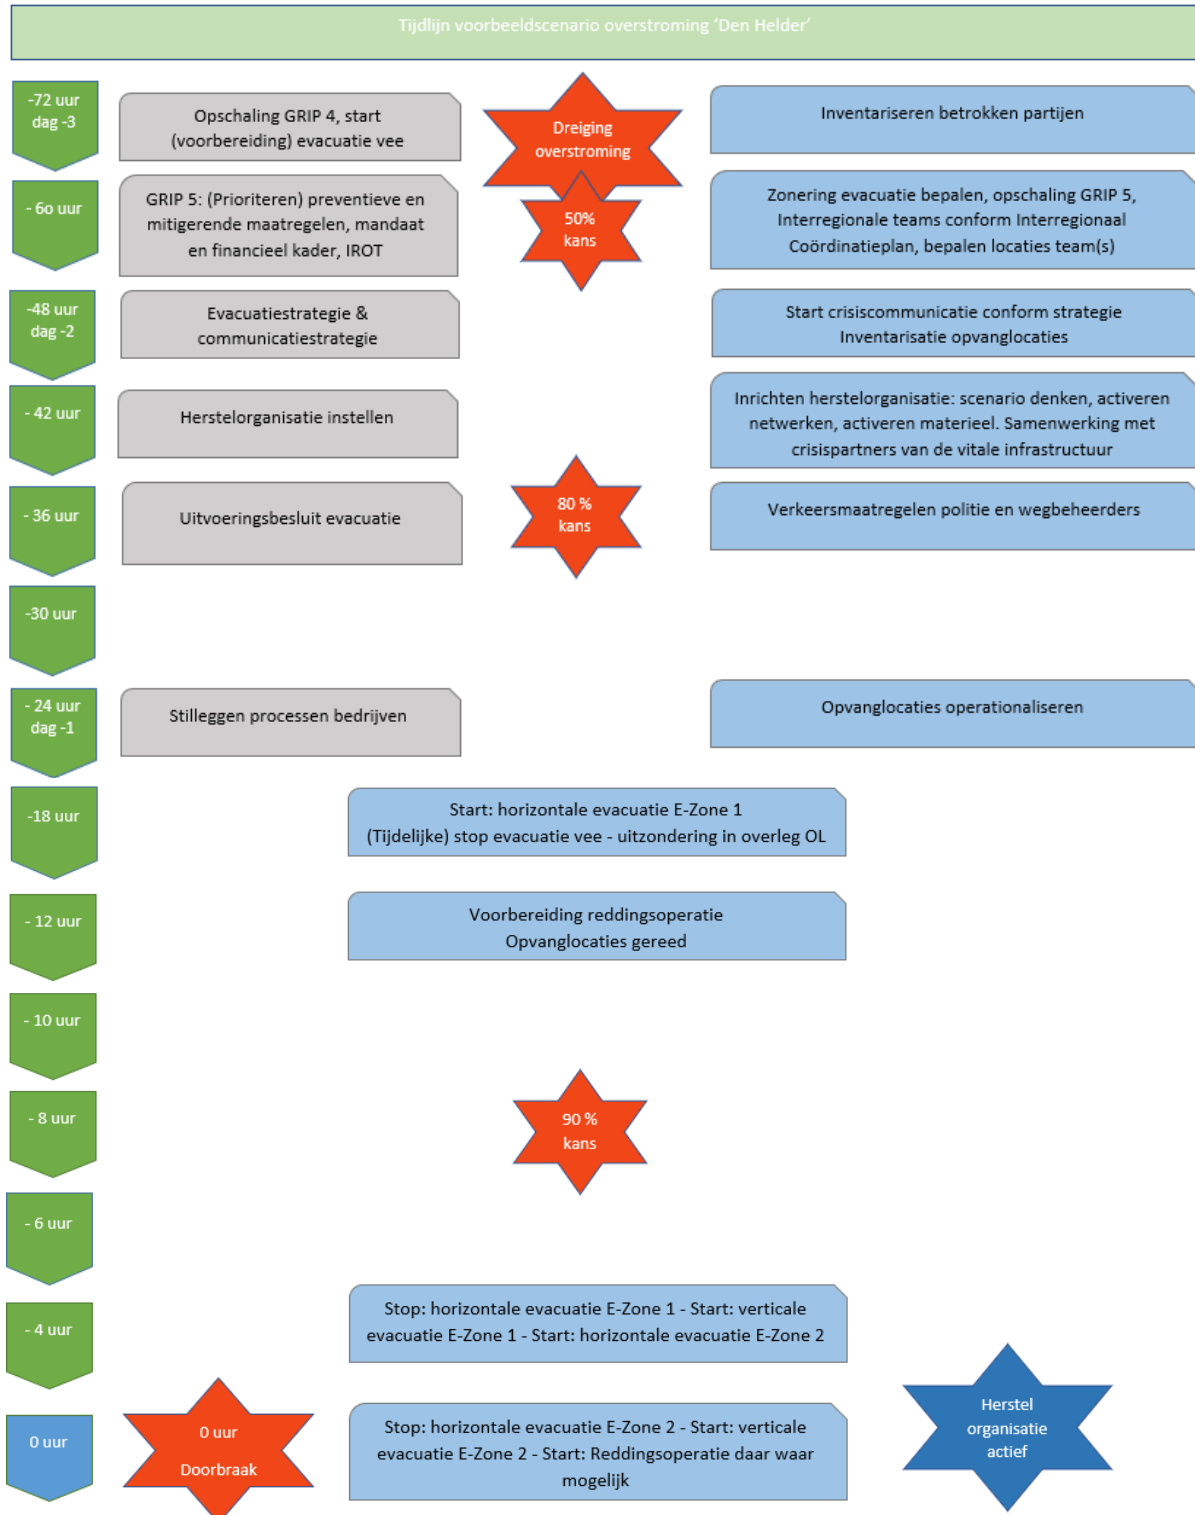 Tijdlijn voorbeeldscenario overstroming 'Den Helder'
-72 uur
dag -3
Opschaling GRIP 4, start
(voorbereiding) evacuatie vee
Dreiging
overstroming
Inventariseren betrokken partijen
- 6o uur
GRIP 5: (Prioriteren) preventieve en
mitigerende maatregelen, mandaat
en financieel kader, IROT
50%
kans
Zonering evacuatie bepalen, opschaling GRIP 5,
Interregionale teams conform Interregionaal
Coördinatieplan, bepalen locaties team(s)
-48 uur
dag -2
Evacuatiestrategie &
communicatiestrategie
Start crisiscommunicatie conform strategie
Inventarisatie opvanglocaties
- 42 uur
Herstelorganisatie instellen
Inrichten herstelorganisatie: scenario denken, activeren
netwerken, activeren materieel. Samenwerking met
crisispartners van de vitale infrastructuur
- 36 uur
Uitvoeringsbesluit evacuatie
80 %
kans
Verkeersmaatregelen politie en wegbeheerders
-30 uur
- 24 uur
dag -1
Stilleggen processen bedrijven
Opvanglocaties operationaliseren
-18 uur
Start: horizontale evacuatie E-Zone 1
(Tijdelijke) stop evacuatie vee - uitzondering in overleg OL
- 12 uur
Voorbereiding reddingsoperatie
Opvanglocaties gereed
- 10 uur
- 8 uur
90 %
kans
- 6 uur
- 4 uur
Stop: horizontale evacuatie E-Zone 1 - Start: verticale
evacuatie E-Zone 1 - Start: horizontale evacuatie E-Zone 2
0 uur
0 uur
Doorbraak
Stop: horizontale evacuatie E-Zone 2 - Start: verticale
evacuatie E-Zone 2 - Start: Reddingsoperatie daar waar
mogelijk
Herstel
organisatie
actief